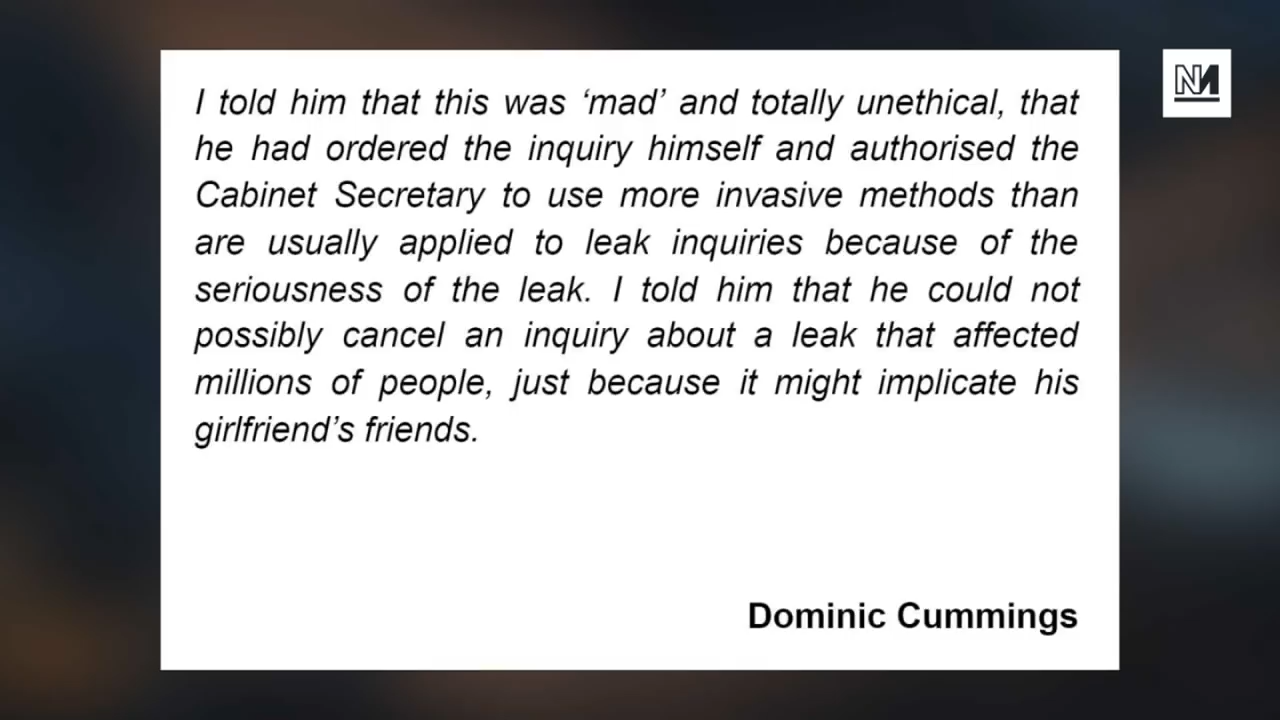 I told him that this was ‘mad’ and totally unethical, that
he had ordered the inquiry himself and authorised the
Cabinet Secretary to use more invasive methods than
are usually applied to leak inquiries because of the
seriousness of the leak. I told him that he could not
possibly cancel an inquiry about a leak that affected
millions of people, just because it might implicate his
girlfriend’s friends.
Dominic Cummings
NM